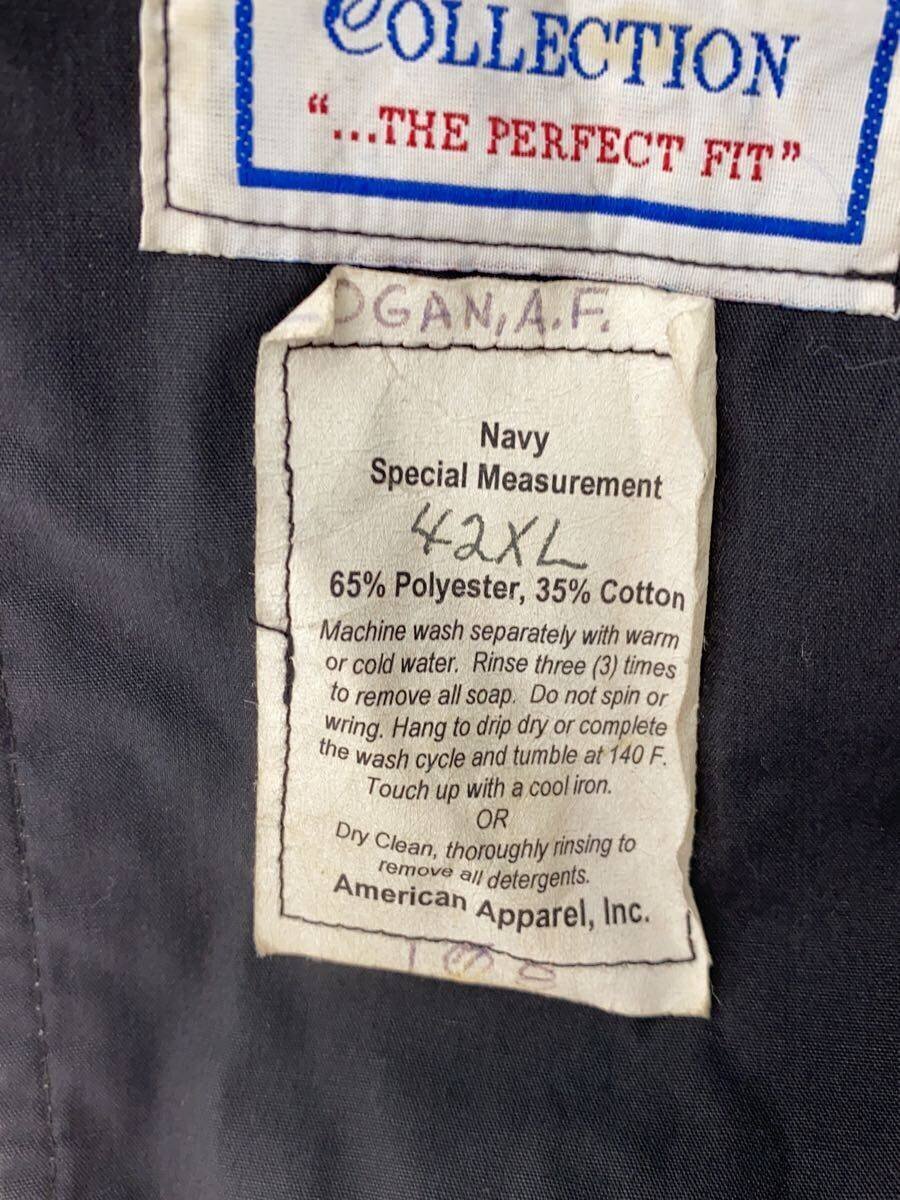 COLLECTION
"...THE PERFECT FIT"
LOGAN, A.F.
Navy
Special Measurement
42XL
65% Polyester, 35% Cotton
Machine wash separately with warm
or cold water. Rinse three (3) times
to remove all soap. Do not spin or
wring. Hang to drip dry or complete
the wash cycle and tumble at 140 F.
Touch up with a cool iron.
OR
Dry Clean, thoroughly rinsing to
remove all detergents.
American Apparel, Inc.